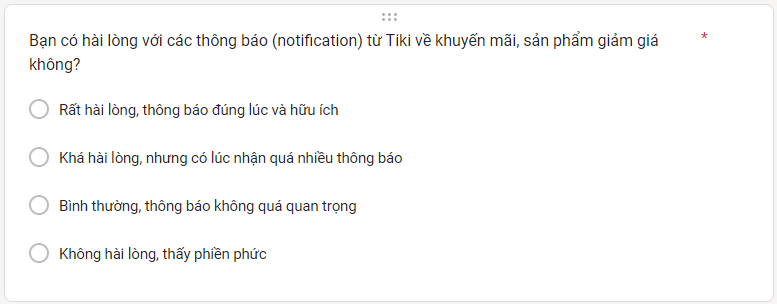 Bạn có hài lòng với các thông báo (notification) từ Tiki về khuyến mãi, sản phẩm giảm giá *
không?
Rất hài lòng, thông báo đúng lúc và hữu ích
Khá hài lòng, nhưng có lúc nhận quá nhiều thông báo
Bình thường, thông báo không quá quan trọng
Không hài lòng, thấy phiền phức